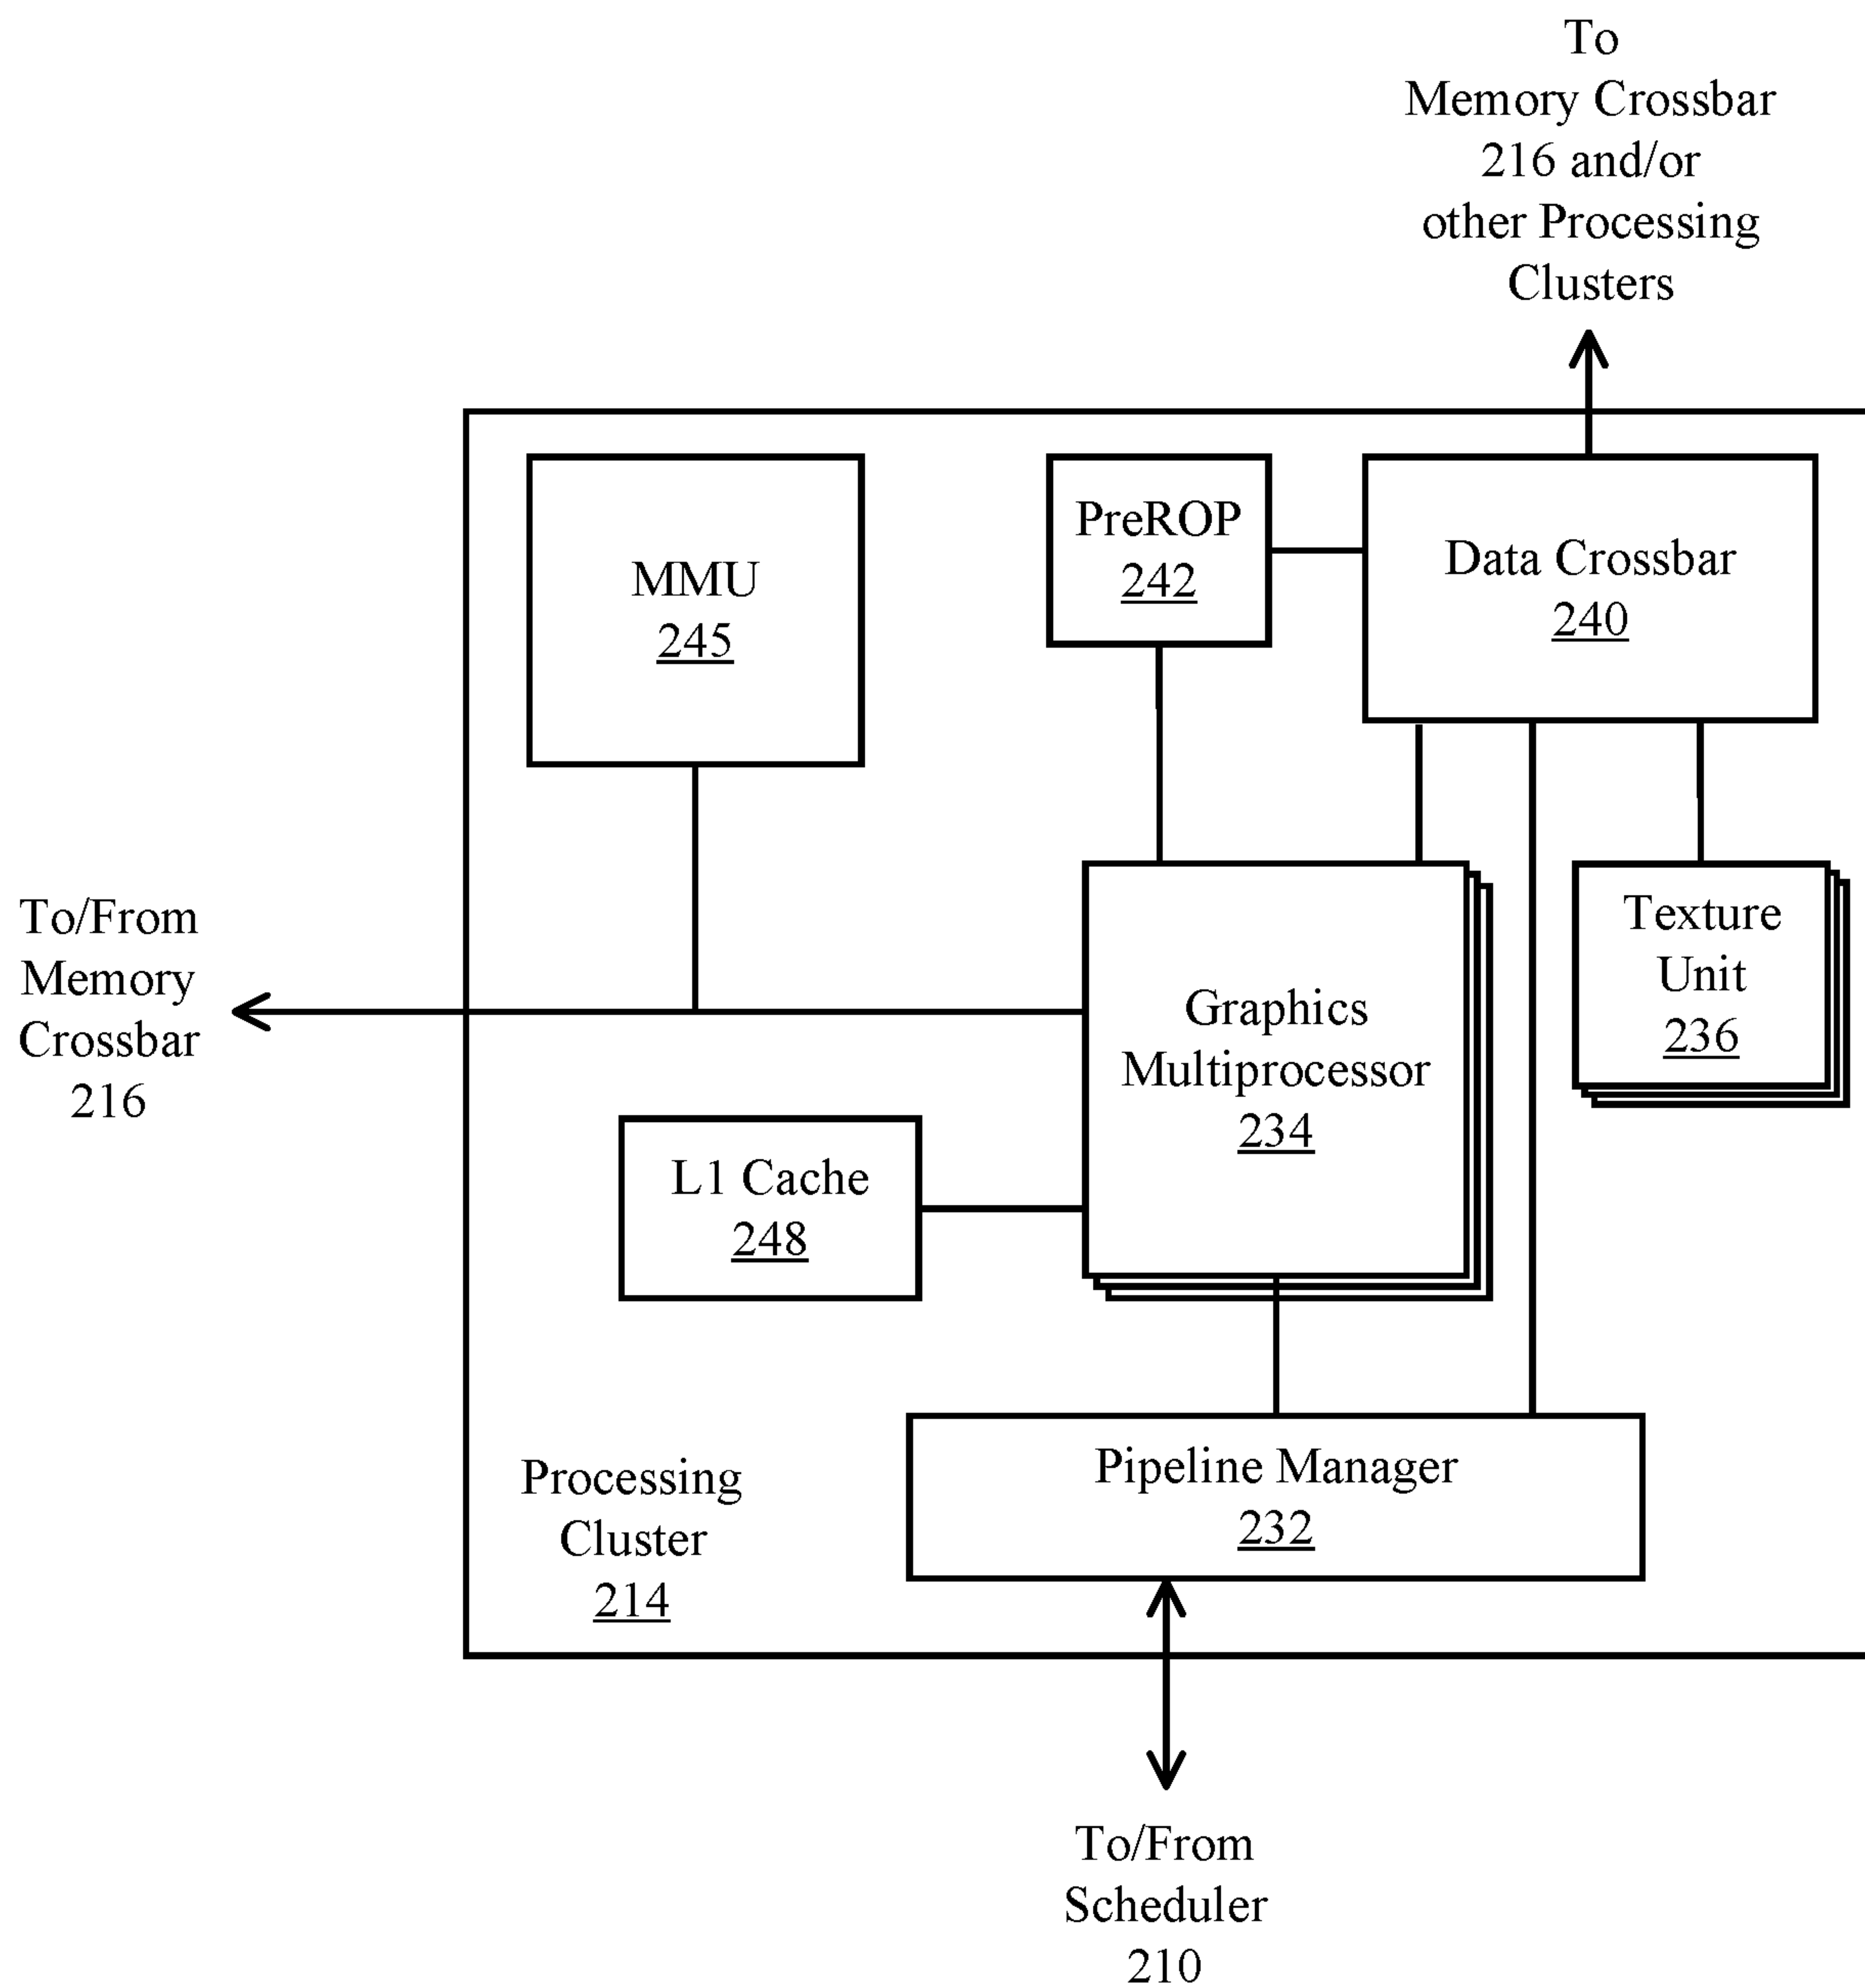 To
Memory Crossbar
216 and/or
other Processing
Clusters
MMU
245
PreROP
242
Data Crossbar
240
To/From
Memory
Crossbar
216
Graphics
Multiprocessor
234
Texture
Unit
236
L1 Cache
248
Pipeline Manager
232
Processing
Cluster
214
To/From
Scheduler
210